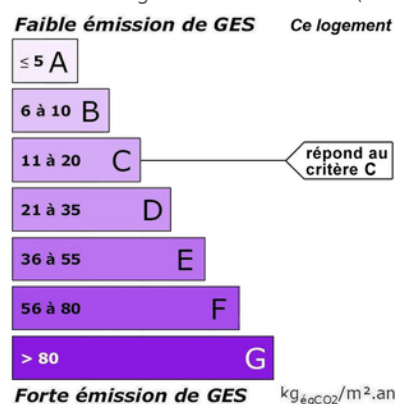 Faible émission de GES Ce logement
≤ 5 A
6 à 10 B
11 à 20 C
répond au
critère C
21 à 35 D
36 à 55 E
56 à 80 F
> 80 G
Forte émission de GES kgéqCO2/m².an